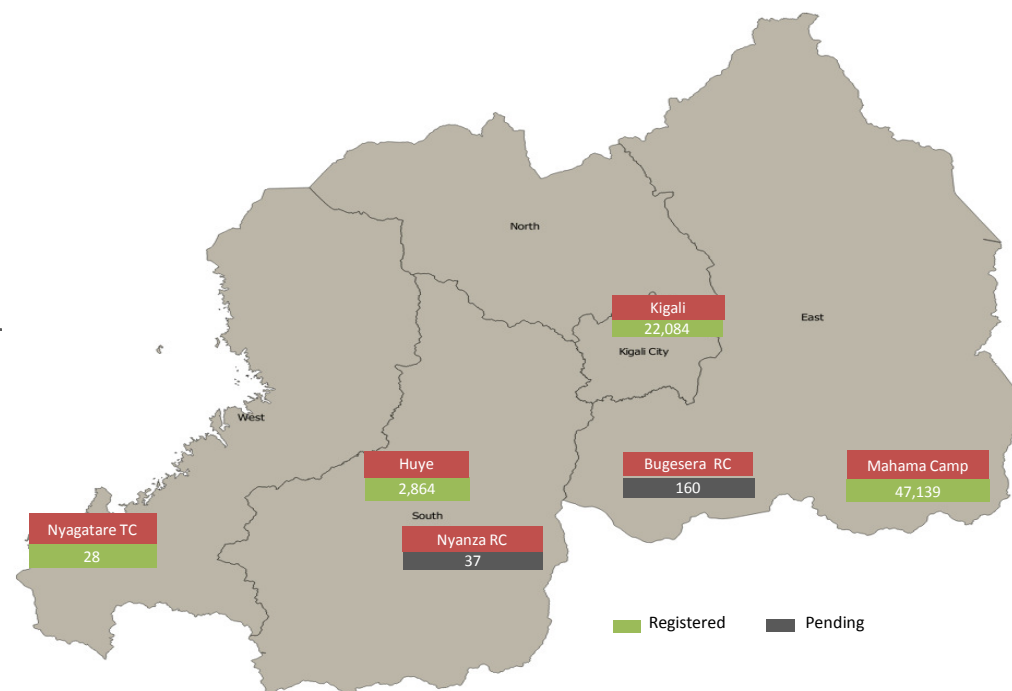 North
Kigali
22,084
Kigali City
East
West
Huye
2,864
Bugesera RC
160
Mahama Camp
47,139
South
Nyagatare TC
28
Nyanza RC
37
Registered
Pending